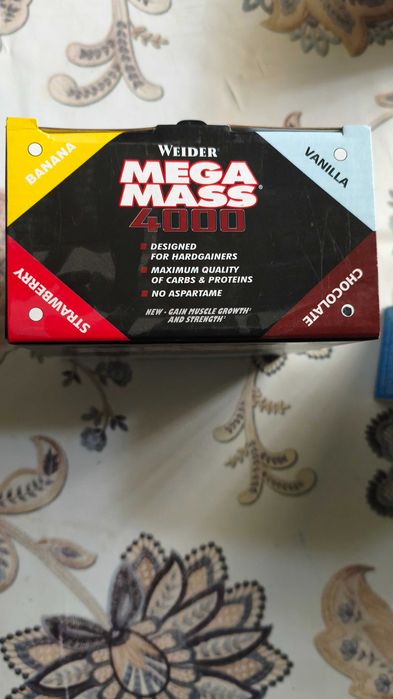 WEIDER®
BANANA
VANILLA
MEGA
MASS®
4000
DESIGNED
FOR HARDGAINERS
MAXIMUM QUALITY
OF CARBS & PROTEINS
NO ASPARTAME
STRAWBERRY
CHOCOLATE
NEW - GAIN MUSCLE GROWTH¹
AND STRENGTH¹